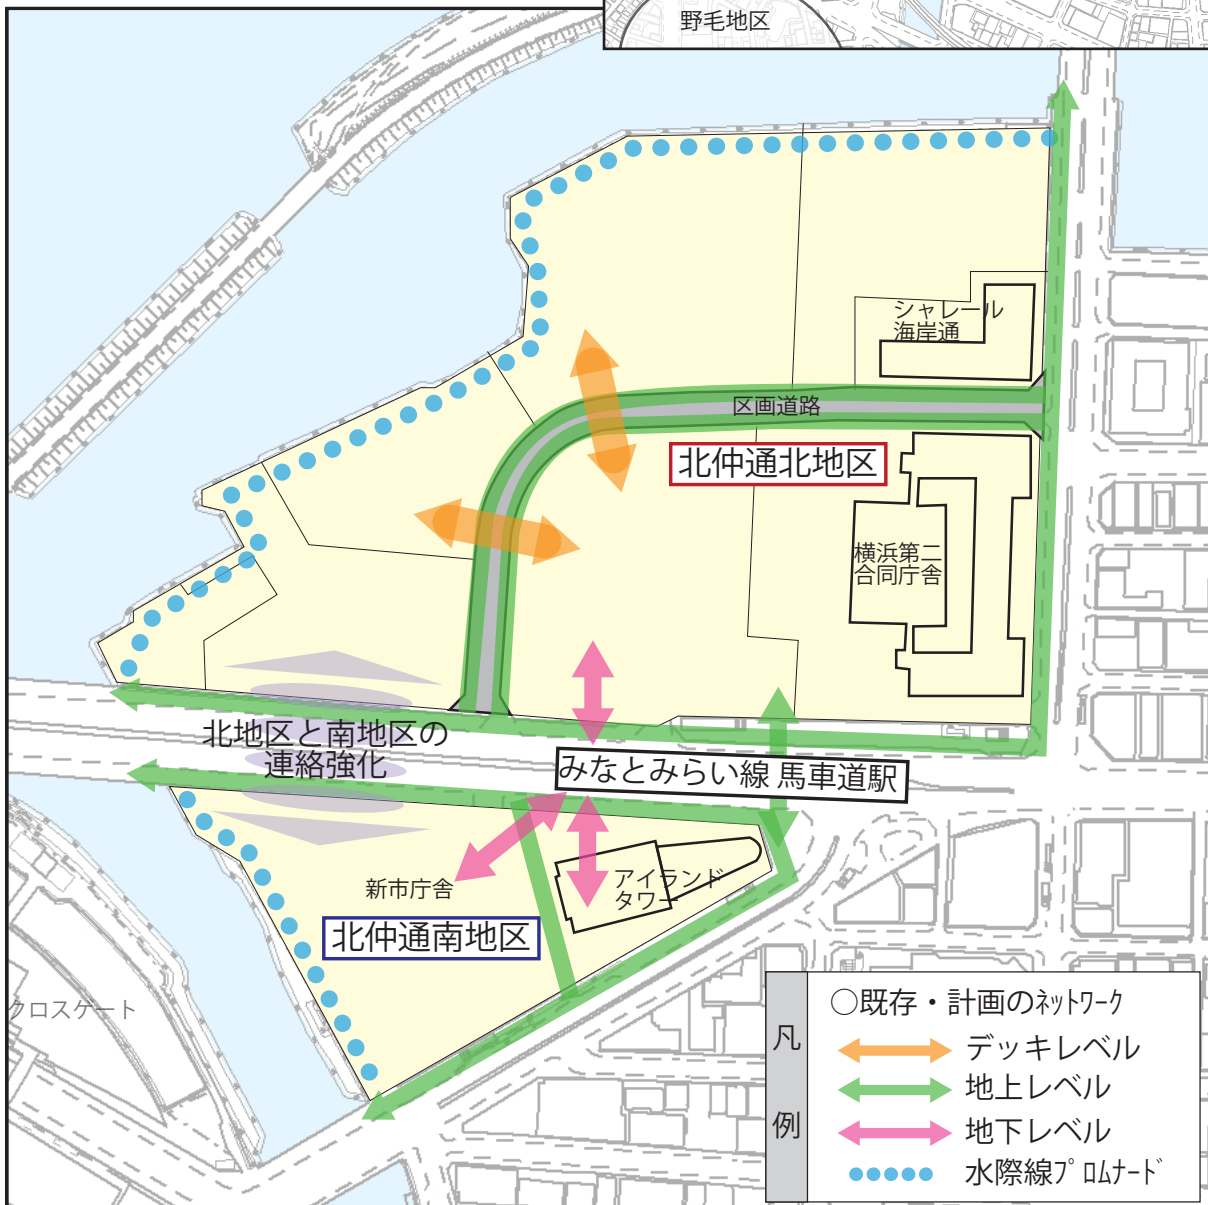 野毛地区
シャレール
海岸通
区画道路
北仲通北地区
横浜第二
合同庁舎
北地区と南地区の
連絡強化
みなとみらい線 馬車道駅
アイランド
タワー
新市庁舎
北仲通南地区
クロスゲート
凡例
○既存・計画のﾈｯﾄﾜｰｸ
デッキレベル
地上レベル
地下レベル
水際線ﾌﾟﾛﾑﾅｰﾄﾞ